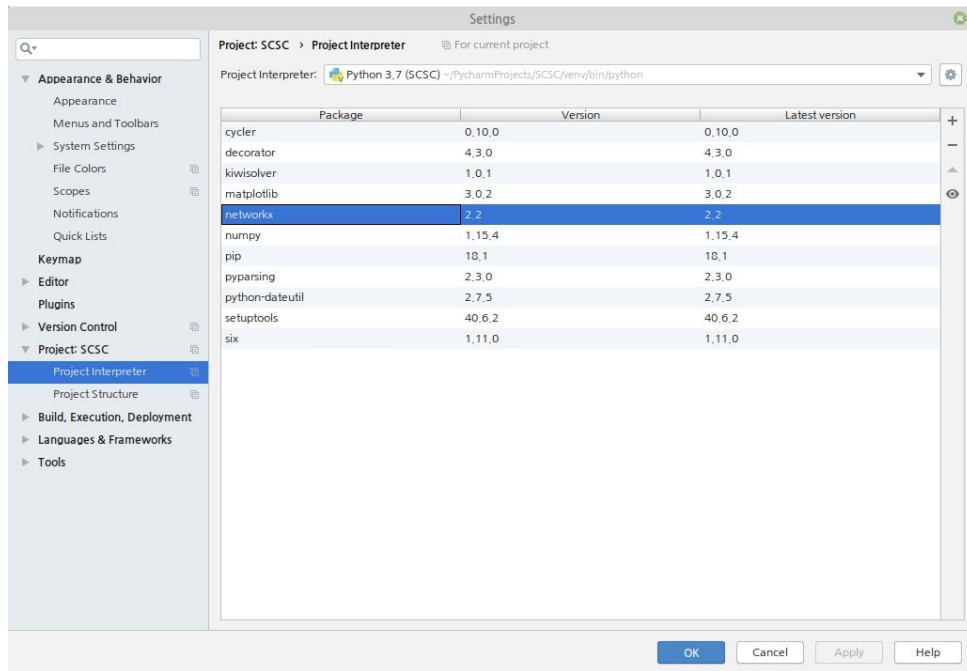 Settings
Project: SCSC › Project Interpreter For current project
Project Interpreter: Python 3.7 (SCSC) ~/PycharmProjects/SCSC/venv/bin/python
Appearance & Behavior
Appearance
Menus and Toolbars
System Settings
File Colors
Scopes
Notifications
Quick Lists
Keymap
Editor
Plugins
Version Control
Project: SCSC
Project Interpreter
Project Structure
Build, Execution, Deployment
Languages & Frameworks
Tools
Package Version Latest version
cycler 0.10.0 0.10.0
decorator 4.3.0 4.3.0
kiwisolver 1.0.1 1.0.1
matplotlib 3.0.2 3.0.2
networkx 2.2 2.2
numpy 1.15.4 1.15.4
pip 18.1 18.1
pyparsing 2.3.0 2.3.0
python-dateutil 2.7.5 2.7.5
setuptools 40.6.2 40.6.2
six 1.11.0 1.11.0
OK Cancel Apply Help